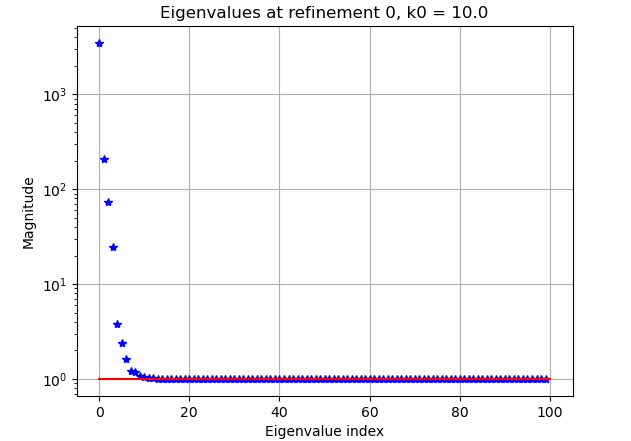 Eigenvalues at refinement 0, k0 = 10.0
Magnitude
10³
10²
10¹
10⁰
0 20 40 60 80 100
Eigenvalue index